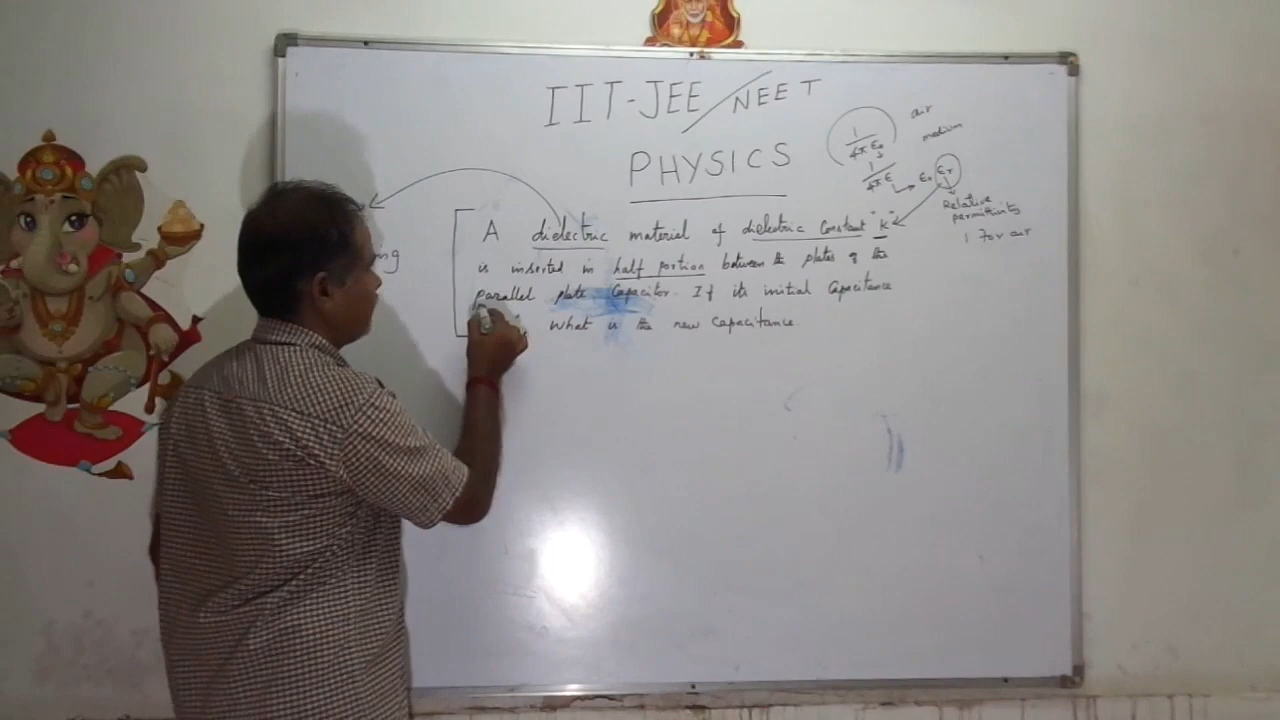 IIT-JEE/NEET
PHYSICS
1/4πε₀
air
1/4πε
medium
ε₀ εr
Relative
permittivity
1 for air
A dielectric material of dielectric Constant "k"
is inserted in half portion between the plates of the
parallel plate Capacitor. If its initial Capacitance
What is the new Capacitance